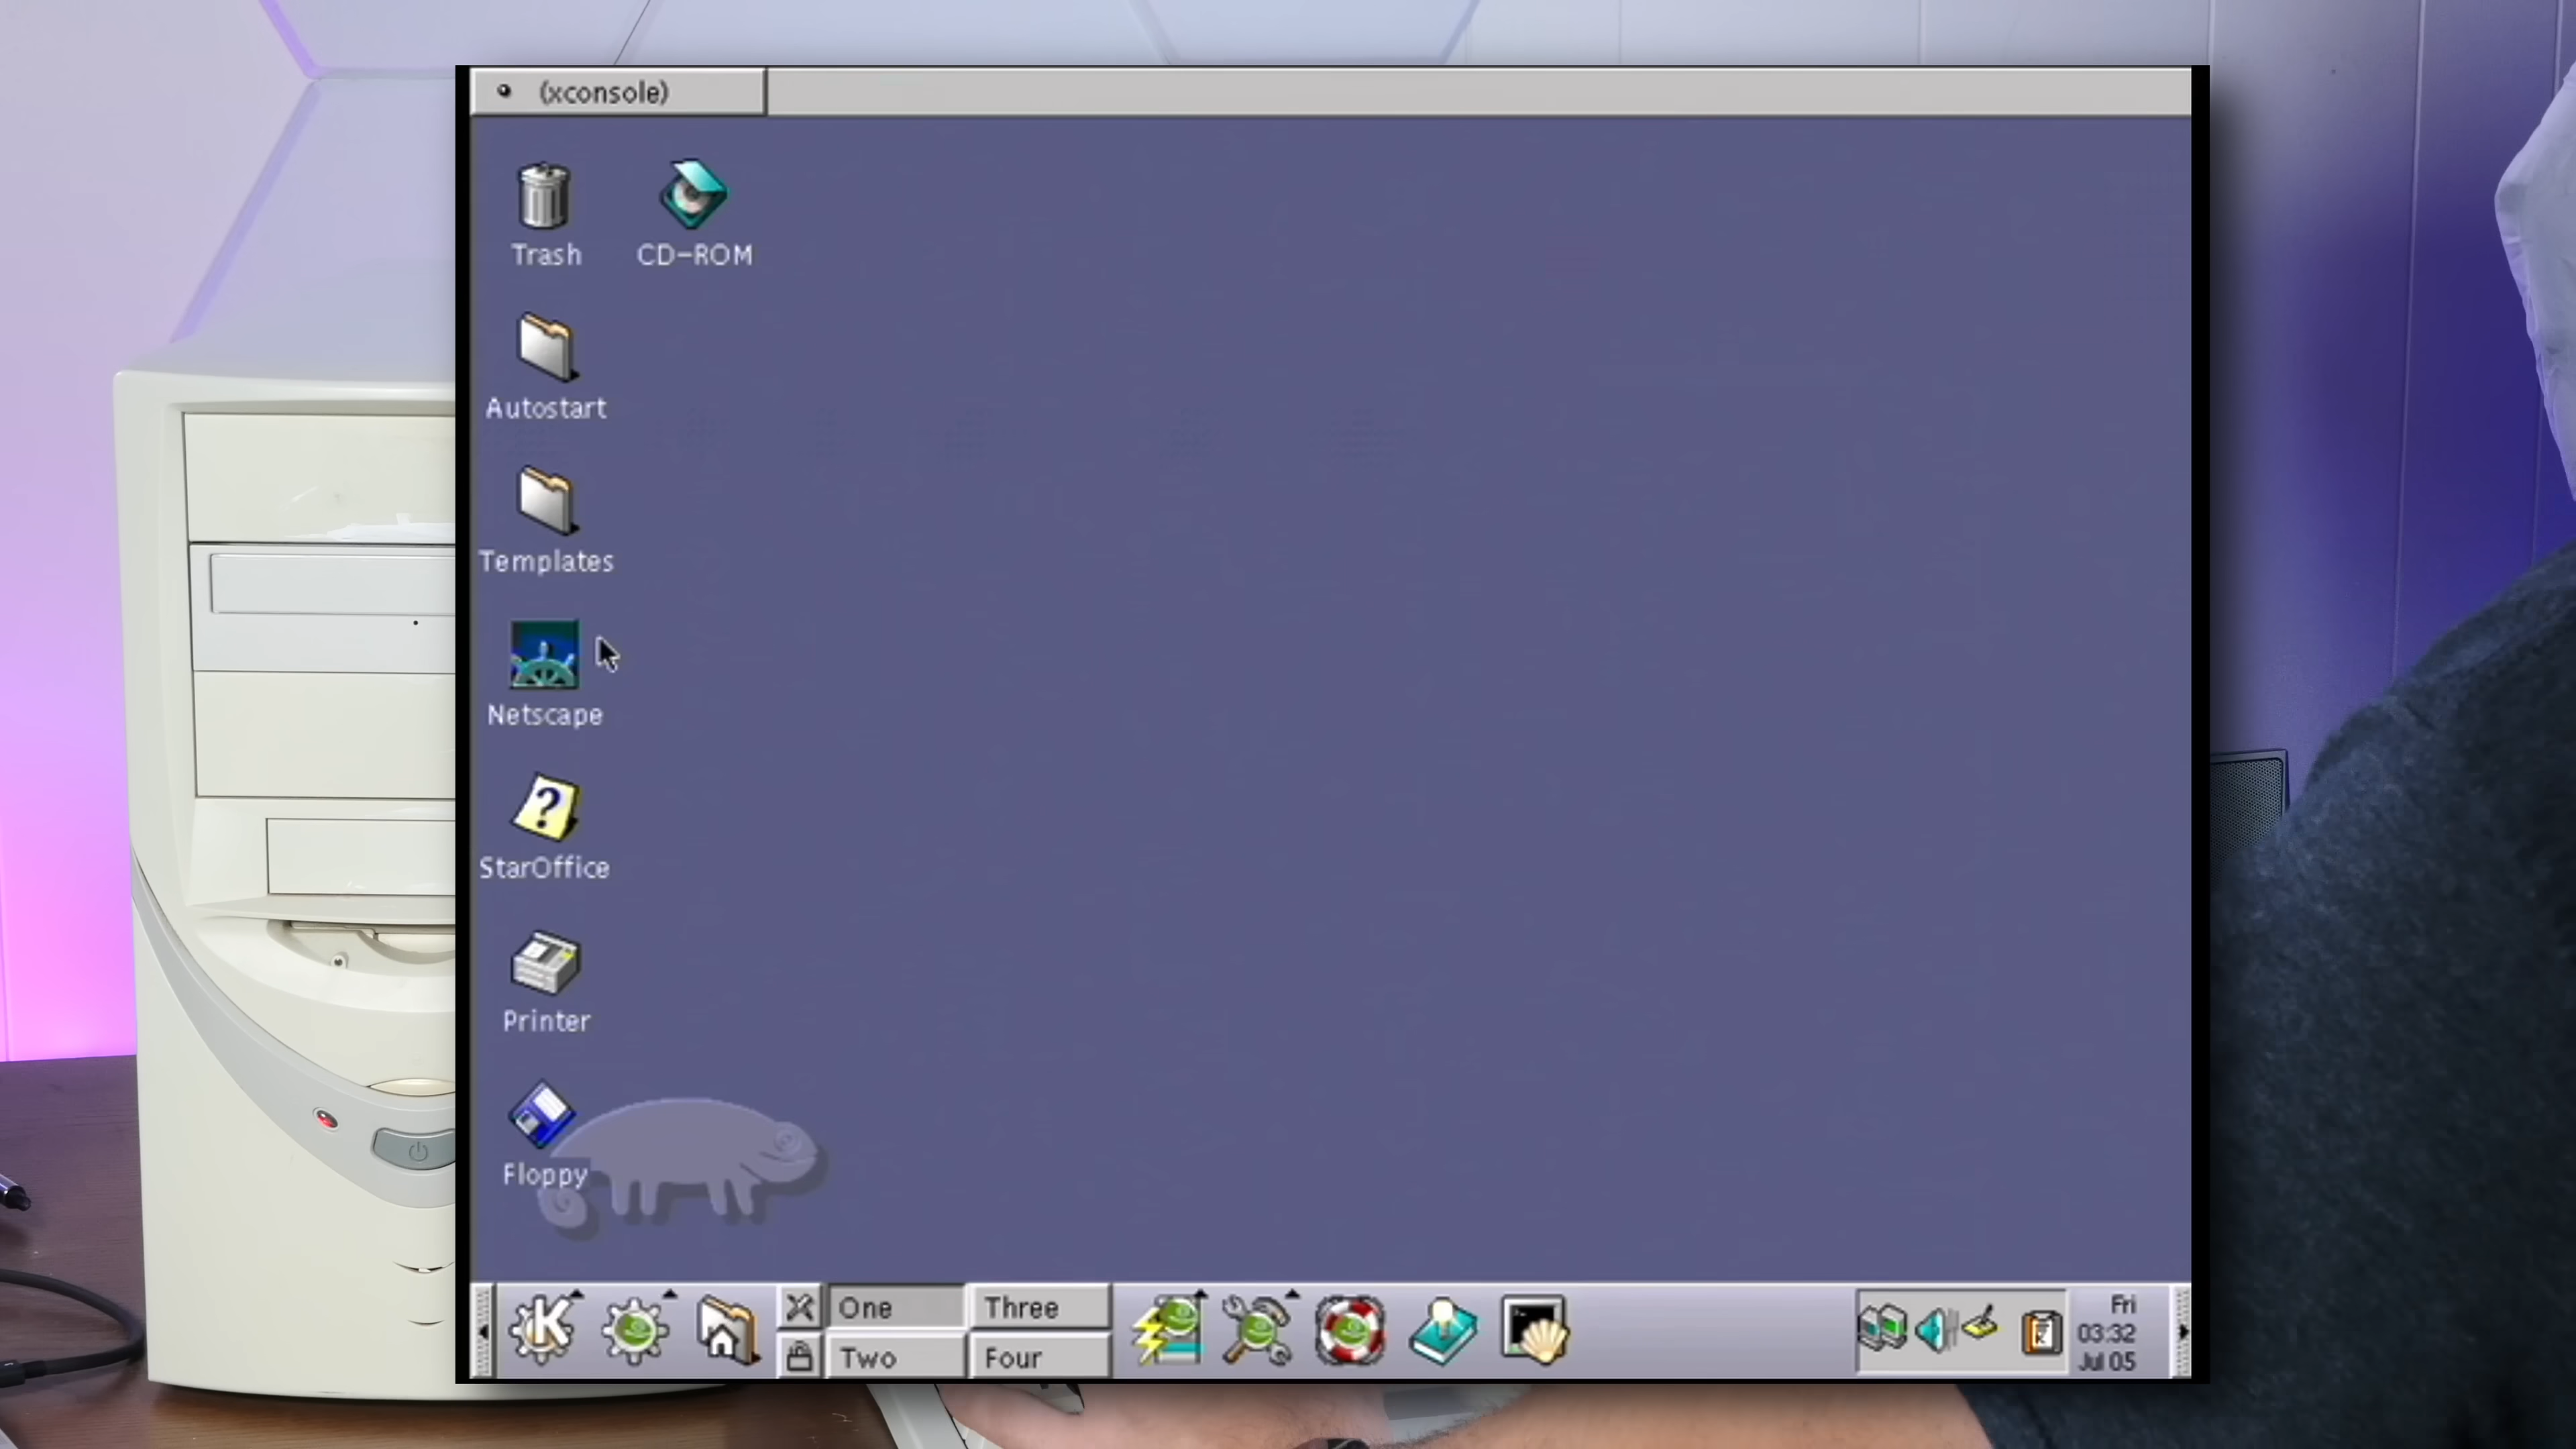 (xconsole)
Trash
CD-ROM
Autostart
Templates
Netscape
StarOffice
Printer
Floppy
One
Three
Two
Four
Fri
03:32
Jul 05